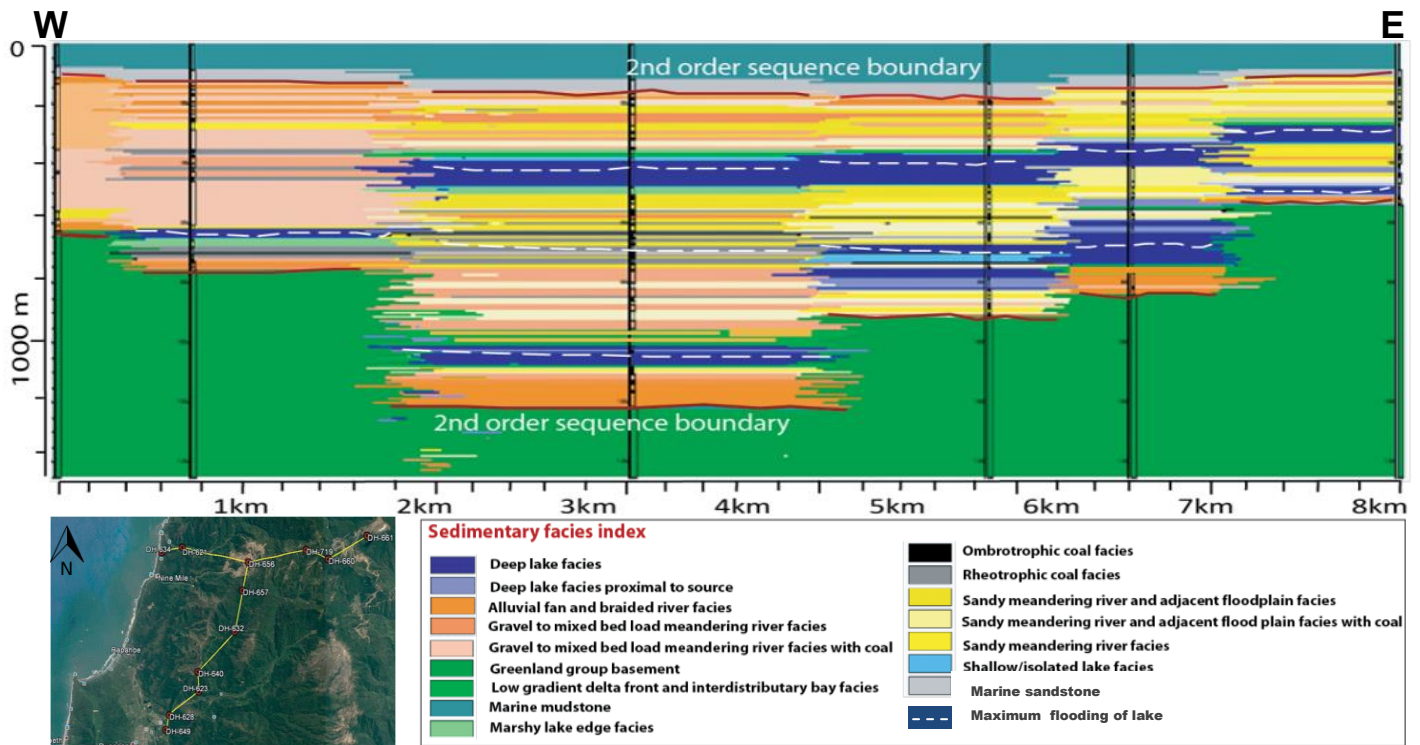 W
E
0
2nd order sequence boundary
1000 m
2nd order sequence boundary
1km
2km
3km
4km
5km
6km
7km
8km
N
DH-634
DH-621
DH-656
DH-719
DH-660
DH-661
Nine Mile
DH-657
DH-632
Rapahoe
DH-640
DH-623
DH-628
DH-649
Sedimentary facies index
Deep lake facies
Deep lake facies proximal to source
Alluvial fan and braided river facies
Gravel to mixed bed load meandering river facies
Gravel to mixed bed load meandering river facies with coal
Greenland group basement
Low gradient delta front and interdistributary bay facies
Marine mudstone
Marshy lake edge facies
Ombrotrophic coal facies
Rheotrophic coal facies
Sandy meandering river and adjacent floodplain facies
Sandy meandering river and adjacent flood plain facies with coal
Sandy meandering river facies
Shallow/isolated lake facies
Marine sandstone
Maximum flooding of lake